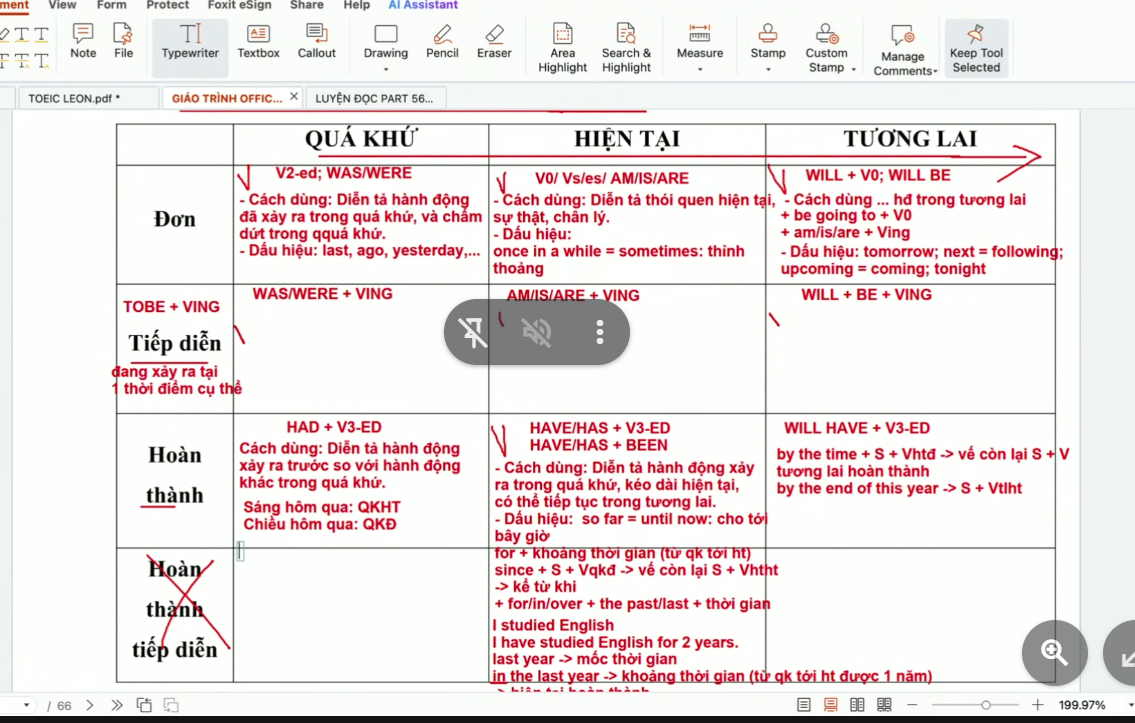 ment View Form Protect Foxit eSign Share Help AI Assistant
Note File Typewriter Textbox Callout Drawing Pencil Eraser Area Highlight Search & Highlight Measure Stamp Custom Stamp Manage Comments Keep Tool Selected
TOEIC LEON.pdf * GIÁO TRÌNH OFFIC... LUYỆN ĐỌC PART 56...
QUÁ KHỨ HIỆN TẠI TƯƠNG LAI
Đơn
V2-ed; WAS/WERE
- Cách dùng: Diễn tả hành động
đã xảy ra trong quá khứ, và chấm
dứt trong qquá khứ.
- Dấu hiệu: last, ago, yesterday,...
V0/ Vs/es/ AM/IS/ARE
- Cách dùng: Diễn tả thói quen hiện tại,
sự thật, chân lý.
- Dấu hiệu:
once in a while = sometimes: thỉnh
thoảng
WILL + V0; WILL BE
- Cách dùng ... hđ trong tương lai
+ be going to + V0
+ am/is/are + Ving
- Dấu hiệu: tomorrow; next = following;
upcoming = coming; tonight
TOBE + VING
Tiếp diễn
đang xảy ra tại
1 thời điểm cụ thể
WAS/WERE + VING
AM/IS/ARE + VING
WILL + BE + VING
Hoàn
thành
HAD + V3-ED
Cách dùng: Diễn tả hành động
xảy ra trước so với hành động
khác trong quá khứ.
Sáng hôm qua: QKHT
Chiều hôm qua: QKĐ
HAVE/HAS + V3-ED
HAVE/HAS + BEEN
- Cách dùng: Diễn tả hành động xảy
ra trong quá khứ, kéo dài hiện tại,
có thể tiếp tục trong tương lai.
- Dấu hiệu: so far = until now: cho tới
bây giờ
for + khoảng thời gian (từ qk tới ht)
since + S + Vqkđ -> vế còn lại S + Vhtht
-> kể từ khi
+ for/in/over + the past/last + thời gian
I studied English
I have studied English for 2 years.
last year -> mốc thời gian
in the last year -> khoảng thời gian (từ qk tới ht được 1 năm)
-> hiện tại hoàn thành
WILL HAVE + V3-ED
by the time + S + Vhtđ -> vế còn lại S + V
tương lai hoàn thành
by the end of this year -> S + Vtlht
Hoàn
thành
tiếp diễn
/ 66 199.97%